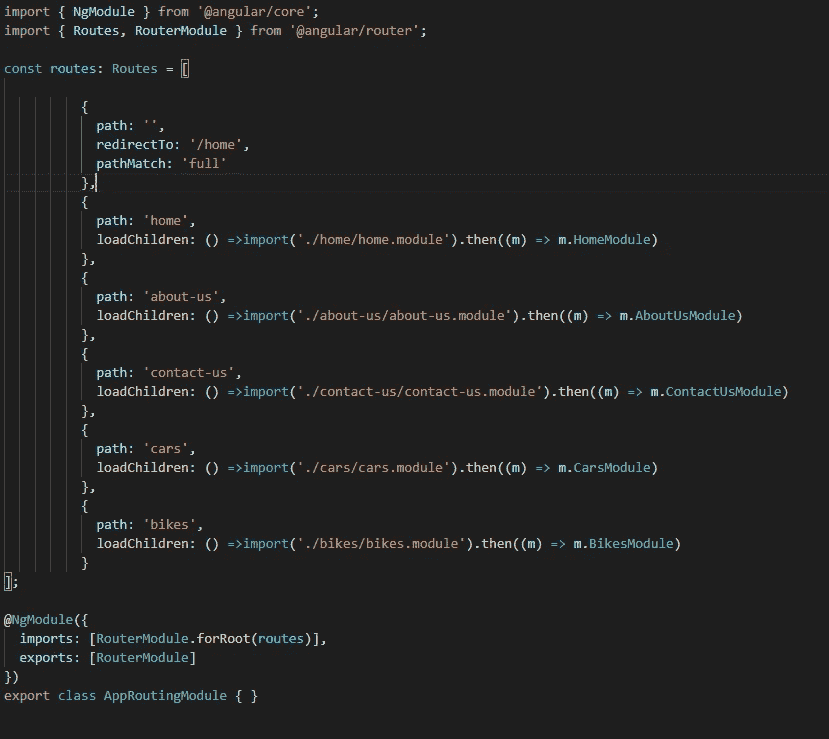 import { NgModule } from '@angular/core';
import { Routes, RouterModule } from '@angular/router';
const routes: Routes = [
{
path: '',
redirectTo: '/home',
pathMatch: 'full'
},
{
path: 'home',
loadChildren: () =>import('./home/home.module').then((m) => m.HomeModule)
},
{
path: 'about-us',
loadChildren: () =>import('./about-us/about-us.module').then((m) => m.AboutUsModule)
},
{
path: 'contact-us',
loadChildren: () =>import('./contact-us/contact-us.module').then((m) => m.ContactUsModule)
},
{
path: 'cars',
loadChildren: () =>import('./cars/cars.module').then((m) => m.CarsModule)
},
{
path: 'bikes',
loadChildren: () =>import('./bikes/bikes.module').then((m) => m.BikesModule)
}
];
@NgModule({
imports: [RouterModule.forRoot(routes)],
exports: [RouterModule]
})
export class AppRoutingModule { }